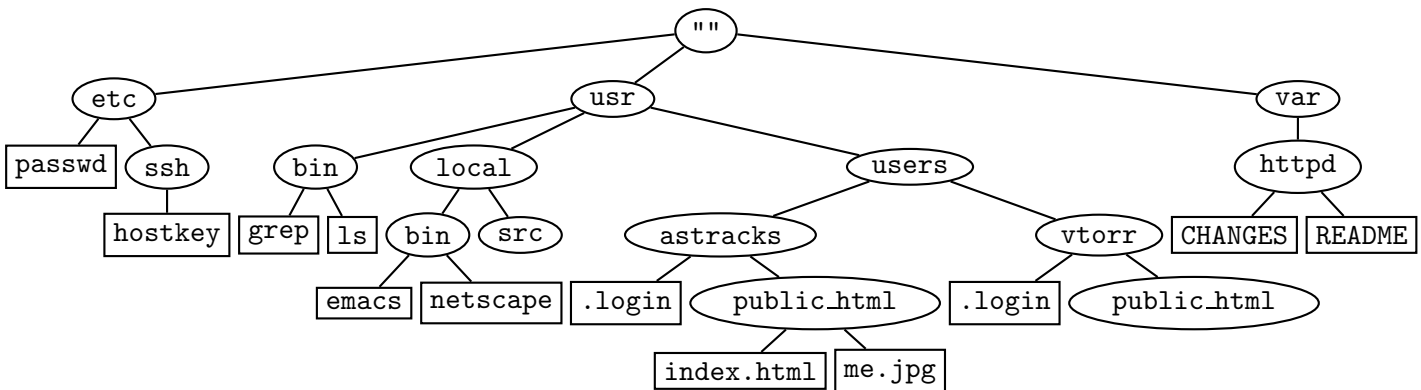 ""
etc usr var
passwd ssh bin local users httpd
hostkey grep ls bin src astracks vtorr CHANGES README
emacs netscape .login public_html .login public_html
index.html me.jpg